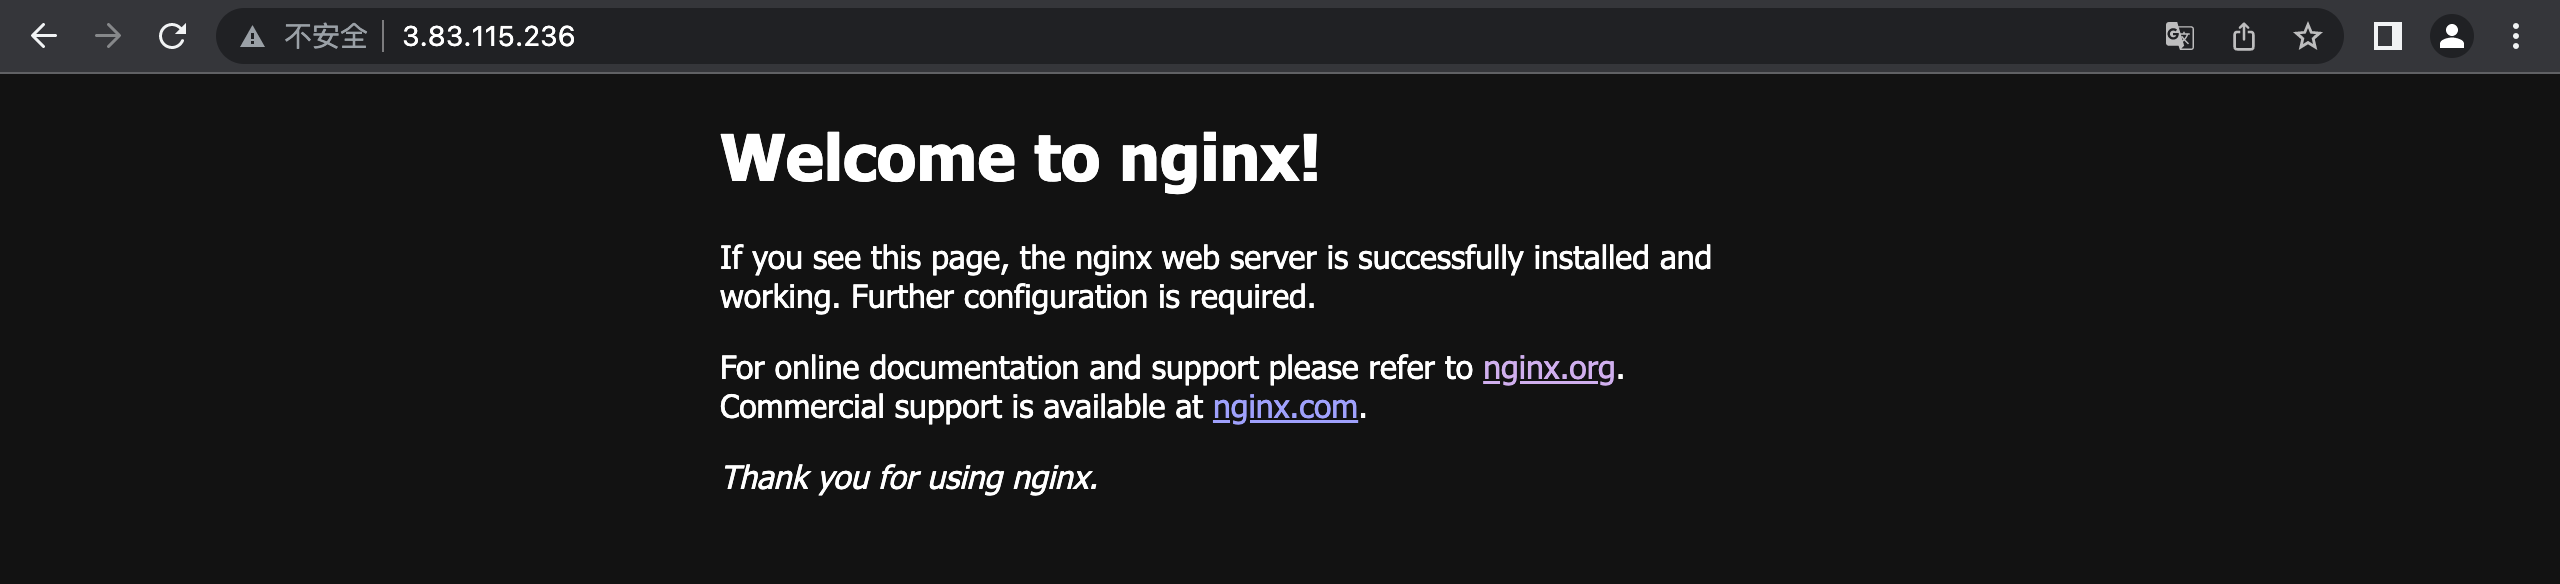 不安全 3.83.115.236
Welcome to nginx!
If you see this page, the nginx web server is successfully installed and
working. Further configuration is required.
For online documentation and support please refer to nginx.org.
Commercial support is available at nginx.com.
Thank you for using nginx.